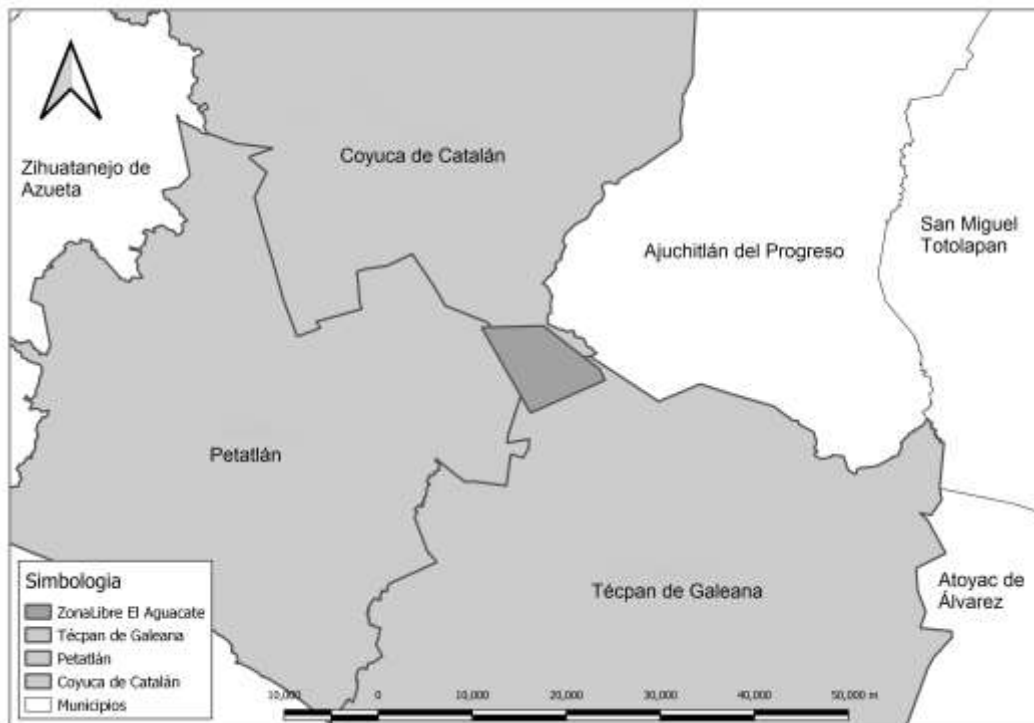 Coyuca de Catalán
Zihuatanejo de
Azueta
San Miguel
Totolapan
Ajuchitlán del Progreso
Petatlán
Técpan de Galeana
Atoyac de
Álvarez
Simbologia
ZonaLibre El Aguacate
Técpan de Galeana
Petatlán
Coyuca de Catalán
Municipios
10,000 0 10,000 20,000 30,000 40,000 50,000 m